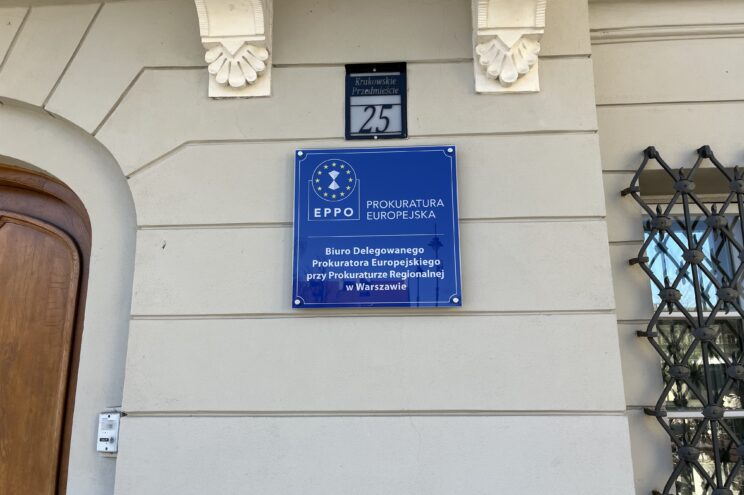 Krakowskie
Przedmieście
25
EPPO
PROKURATURA
EUROPEJSKA
Biuro Delegowanego
Prokuratora Europejskiego
przy Prokuraturze Regionalnej
w Warszawie